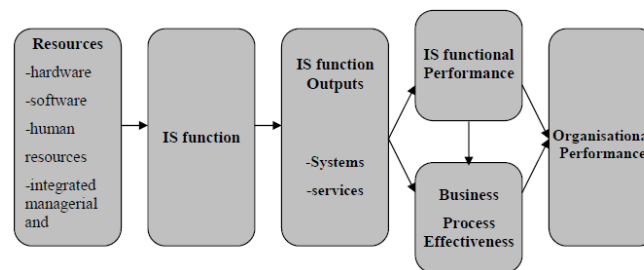 Resources
-hardware
-software
-human
resources
-integrated
managerial
and
IS function
IS function
Outputs
-Systems
-services
IS functional
Performance
Business
Process
Effectiveness
Organisational
Performance